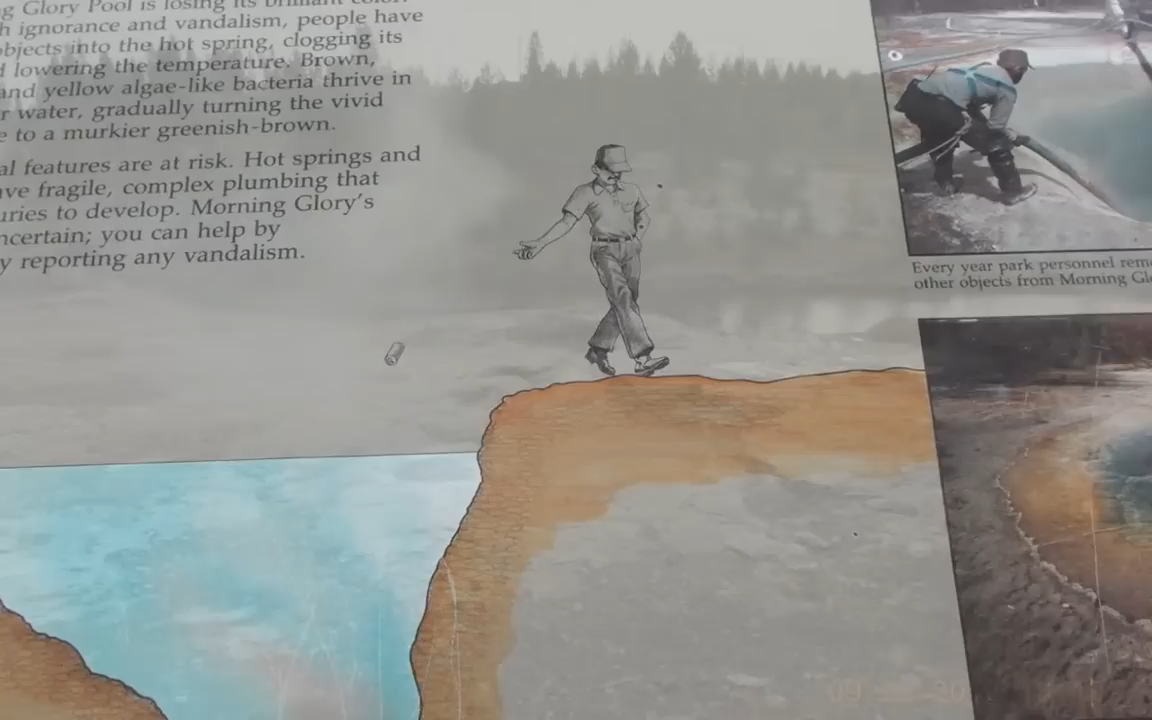 g Glory Pool is losing its brilliant color.
h ignorance and vandalism, people have
objects into the hot spring, clogging its
d lowering the temperature. Brown,
and yellow algae-like bacteria thrive in
r water, gradually turning the vivid
e to a murkier greenish-brown.
al features are at risk. Hot springs and
ave fragile, complex plumbing that
uries to develop. Morning Glory's
ncertain; you can help by
y reporting any vandalism.
Every year park personnel rem
other objects from Morning Gl